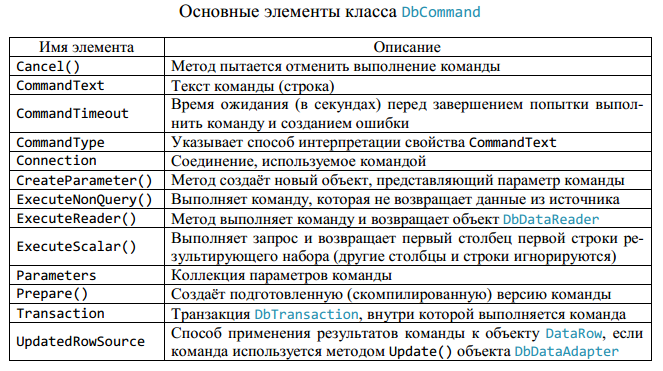 Основные элементы класса DbCommand
Имя элемента Описание
Cancel() Метод пытается отменить выполнение команды
CommandText Текст команды (строка)
CommandTimeout Время ожидания (в секундах) перед завершением попытки выпол-
нить команду и созданием ошибки
CommandType Указывает способ интерпретации свойства CommandText
Connection Соединение, используемое командой
CreateParameter() Метод создаёт новый объект, представляющий параметр команды
ExecuteNonQuery() Выполняет команду, которая не возвращает данные из источника
ExecuteReader() Метод выполняет команду и возвращает объект DbDataReader
ExecuteScalar() Выполняет запрос и возвращает первый столбец первой строки ре-
зультирующего набора (другие столбцы и строки игнорируются)
Parameters Коллекция параметров команды
Prepare() Создаёт подготовленную (скомпилированную) версию команды
Transaction Транзакция DbTransaction, внутри которой выполняется команда
UpdatedRowSource Способ применения результатов команды к объекту DataRow, если
команда используется методом Update() объекта DbDataAdapter